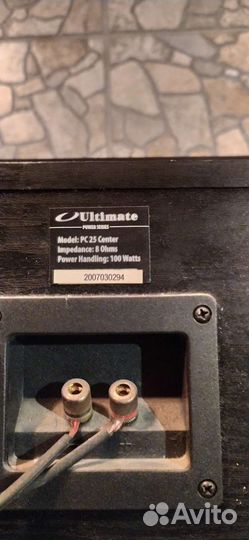 Ultimate
POWER SERIES
Model: PC 25 Center
Impedance: 8 Ohms
Power Handling: 100 Watts
2007030294
Avito